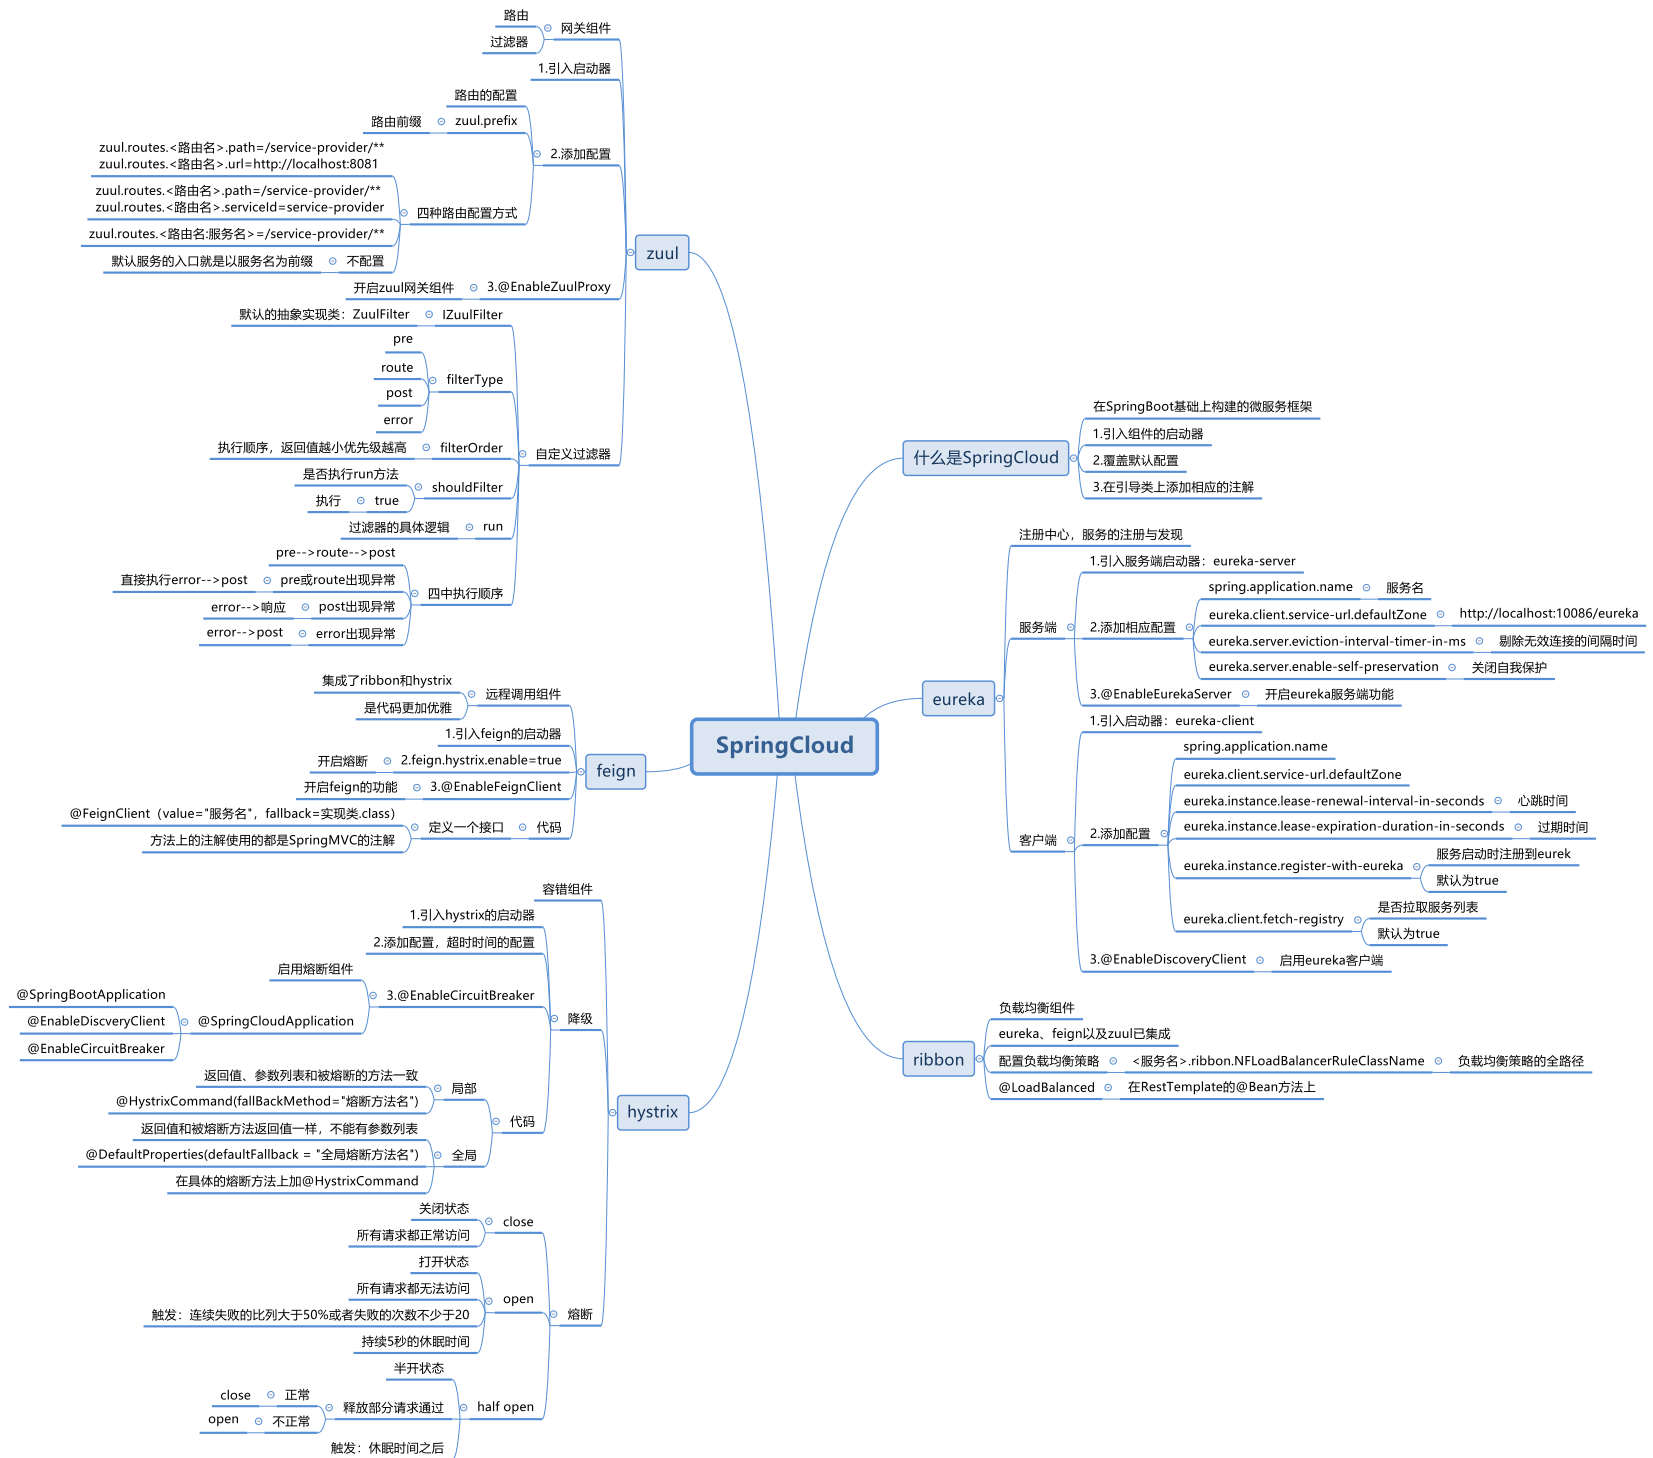 SpringCloud
什么是SpringCloud
在SpringBoot基础上构建的微服务框架
1.引入组件的启动器
2.覆盖默认配置
3.在引导类上添加相应的注解
eureka
注册中心，服务的注册与发现
服务端
1.引入服务端启动器：eureka-server
2.添加相应配置
spring.application.name
服务名
eureka.client.service-url.defaultZone
http://localhost:10086/eureka
eureka.server.eviction-interval-timer-in-ms
剔除无效连接的间隔时间
eureka.server.enable-self-preservation
关闭自我保护
3.@EnableEurekaServer
开启eureka服务端功能
客户端
1.引入启动器：eureka-client
2.添加配置
spring.application.name
eureka.client.service-url.defaultZone
eureka.instance.lease-renewal-interval-in-seconds
心跳时间
eureka.instance.lease-expiration-duration-in-seconds
过期时间
eureka.instance.register-with-eureka
服务启动时注册到eurek
默认为true
eureka.client.fetch-registry
是否拉取服务列表
默认为true
3.@EnableDiscoveryClient
启用eureka客户端
ribbon
负载均衡组件
eureka、feign以及zuul已集成
配置负载均衡策略
<服务名>.ribbon.NFLoadBalancerRuleClassName
负载均衡策略的全路径
@LoadBalanced
在RestTemplate的@Bean方法上
zuul
网关组件
路由
过滤器
1.引入启动器
2.添加配置
路由的配置
zuul.prefix
路由前缀
四种路由配置方式
zuul.routes.<路由名>.path=/service-provider/**
zuul.routes.<路由名>.url=http://localhost:8081
zuul.routes.<路由名>.path=/service-provider/**
zuul.routes.<路由名>.serviceId=service-provider
zuul.routes.<路由名:服务名>=/service-provider/**
不配置
默认服务的入口就是以服务名为前缀
3.@EnableZuulProxy
开启zuul网关组件
自定义过滤器
IZuulFilter
默认的抽象实现类：ZuulFilter
filterType
pre
route
post
error
filterOrder
执行顺序，返回值越小优先级越高
shouldFilter
是否执行run方法
true
执行
run
过滤器的具体逻辑
四中执行顺序
pre-->route-->post
pre或route出现异常
直接执行error-->post
post出现异常
error-->响应
error出现异常
error-->post
feign
远程调用组件
集成了ribbon和hystrix
是代码更加优雅
1.引入feign的启动器
2.feign.hystrix.enable=true
开启熔断
3.@EnableFeignClient
开启feign的功能
代码
定义一个接口
@FeignClient（value="服务名"，fallback=实现类.class）
方法上的注解使用的都是SpringMVC的注解
hystrix
容错组件
降级
1.引入hystrix的启动器
2.添加配置，超时时间的配置
3.@EnableCircuitBreaker
启用熔断组件
@SpringCloudApplication
@SpringBootApplication
@EnableDiscveryClient
@EnableCircuitBreaker
代码
局部
返回值、参数列表和被熔断的方法一致
@HystrixCommand(fallBackMethod="熔断方法名")
全局
返回值和被熔断方法返回值一样，不能有参数列表
@DefaultProperties(defaultFallback = "全局熔断方法名")
在具体的熔断方法上加@HystrixCommand
熔断
close
关闭状态
所有请求都正常访问
open
打开状态
所有请求都无法访问
触发：连续失败的比列大于50%或者失败的次数不少于20
持续5秒的休眠时间
half open
半开状态
释放部分请求通过
正常
close
不正常
open
触发：休眠时间之后